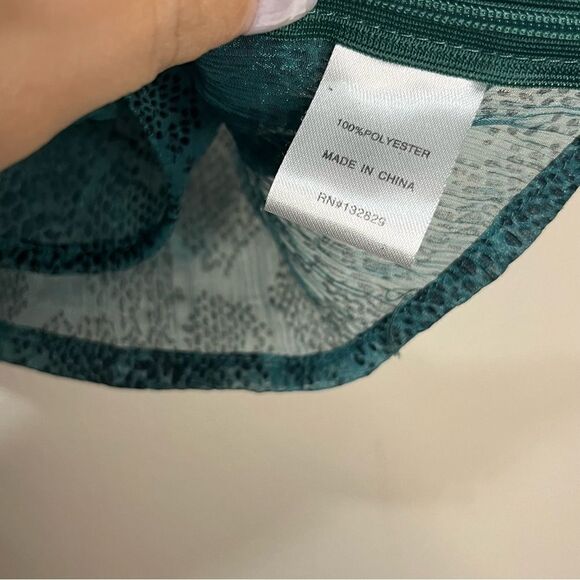 100%POLYESTER
MADE IN CHINA
RN#132829